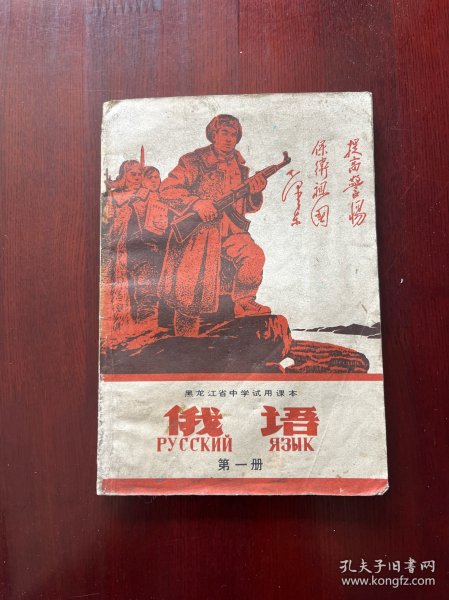 提高警惕
保卫祖国
毛泽东
黑龙江省中学试用课本
俄语
РУССКИЙ ЯЗЫК
第一册
孔夫子旧书网
www.kongfz.com